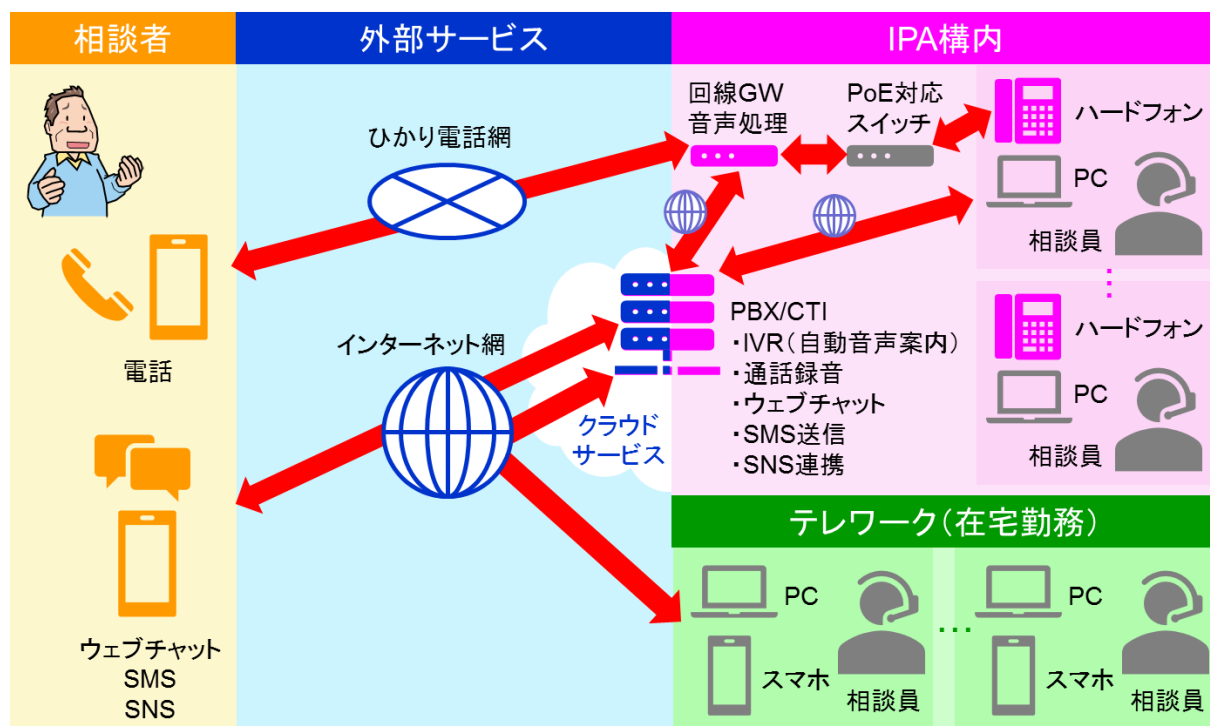 相談者
外部サービス
IPA構内
ひかり電話網
回線GW
音声処理
PoE対応
スイッチ
ハードフォン
PC
相談員
電話
インターネット網
クラウド
サービス
PBX/CTI
・IVR（自動音声案内）
・通話録音
・ウェブチャット
・SMS送信
・SNS連携
ハードフォン
PC
相談員
ウェブチャット
SMS
SNS
テレワーク（在宅勤務）
PC
スマホ
相談員
…
PC
スマホ
相談員